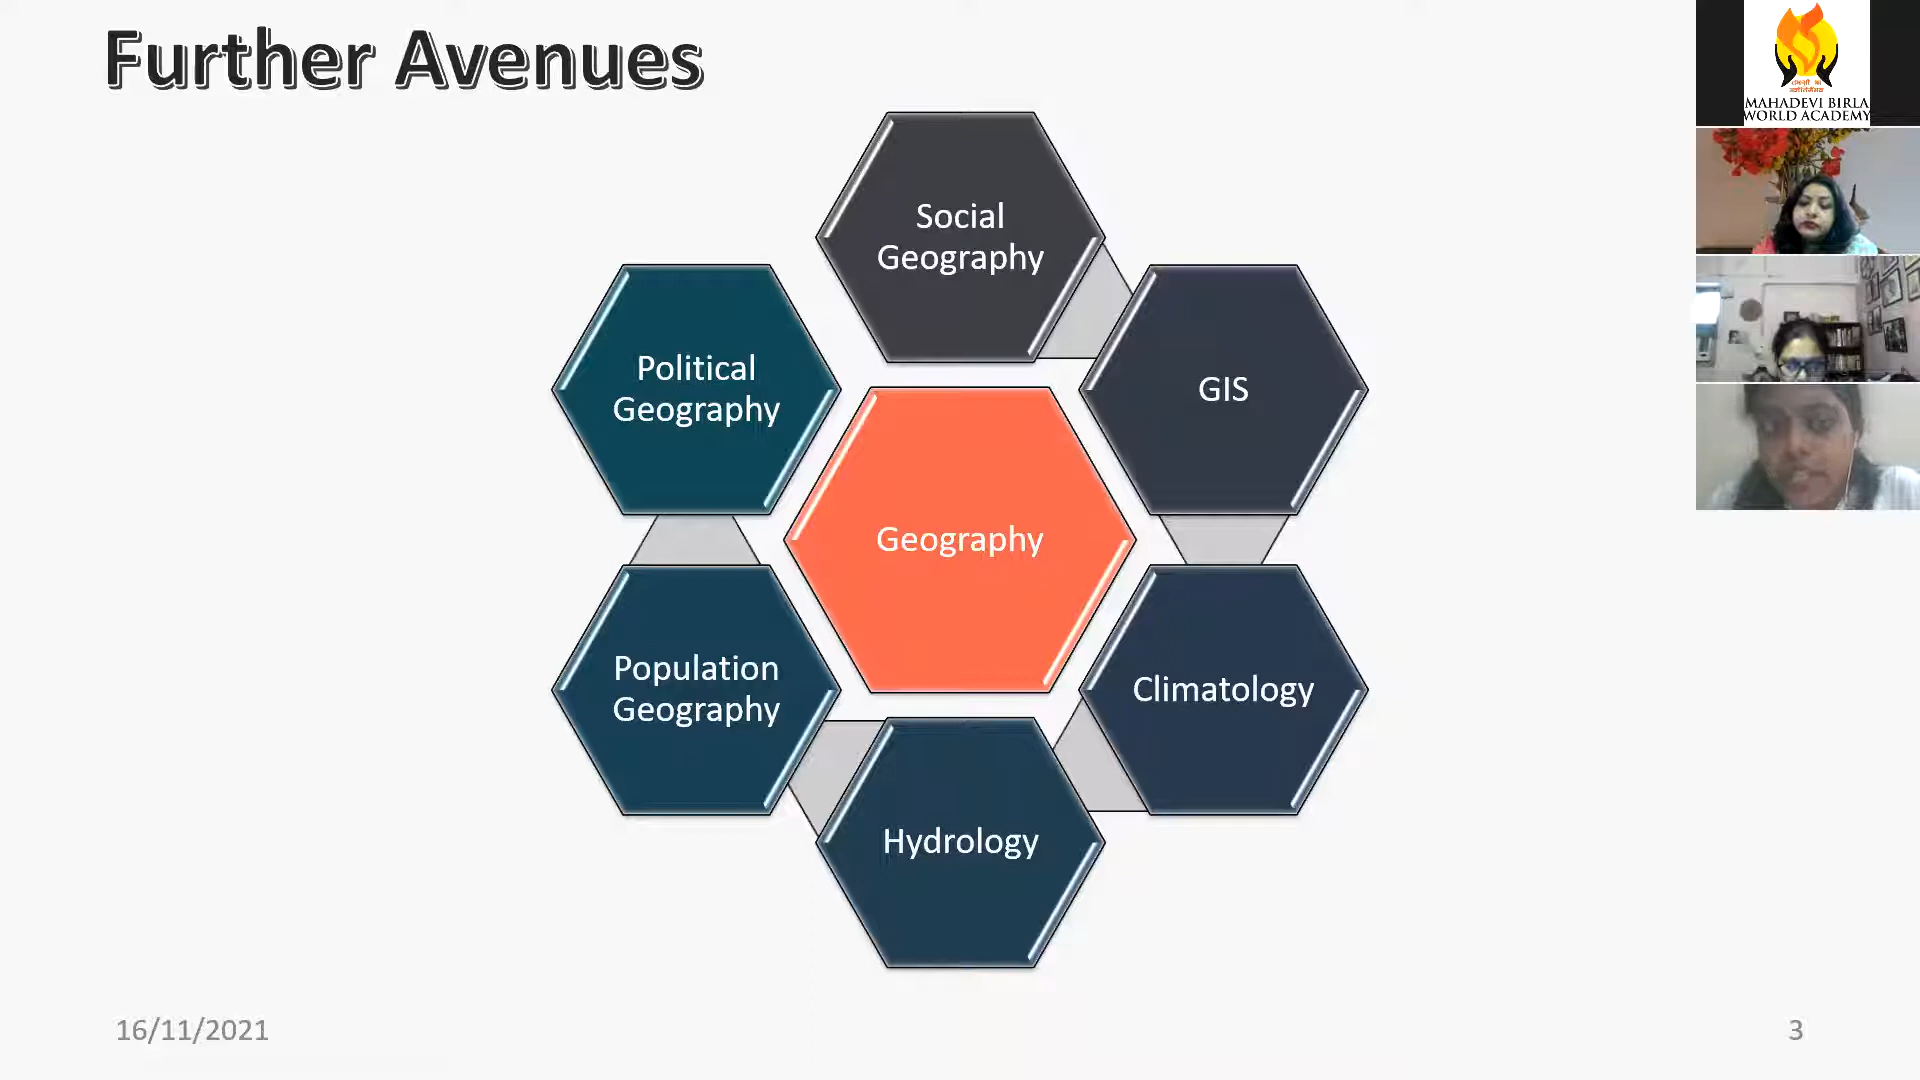 Further Avenues
Social
Geography
Political
Geography
GIS
Geography
Population
Geography
Climatology
Hydrology
16/11/2021
3
MAHADEVI BIRLA
WORLD ACADEMY